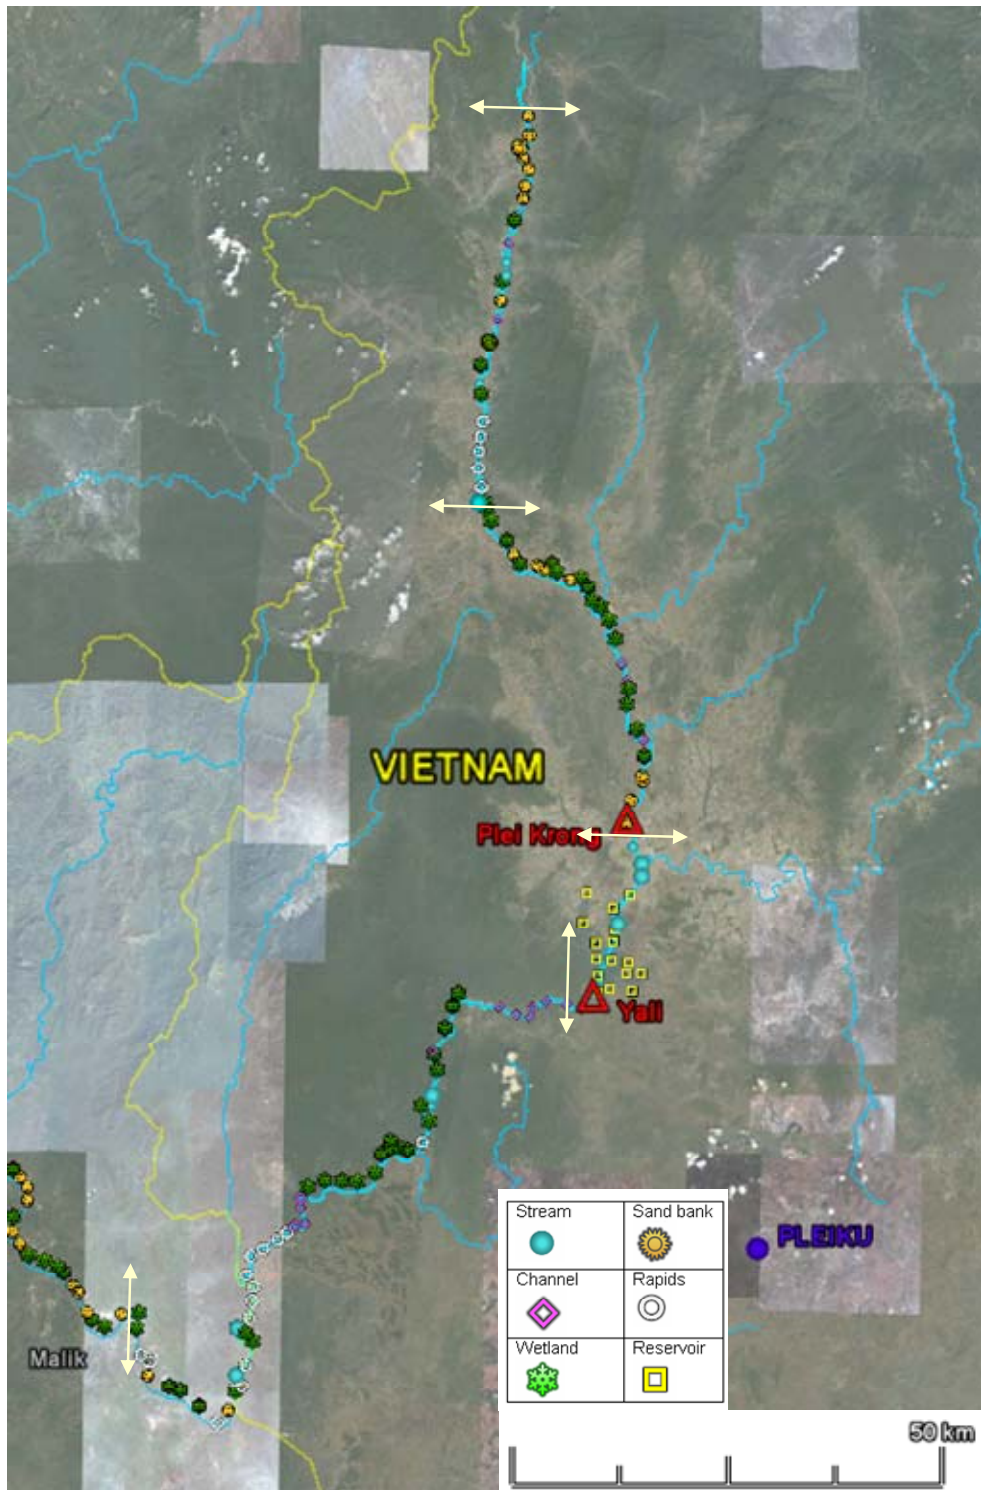 VIETNAM
Plei Krong
Yali
Stream
Sand bank
Channel
Rapids
Wetland
Reservoir
PLEIKU
Malik
50 km